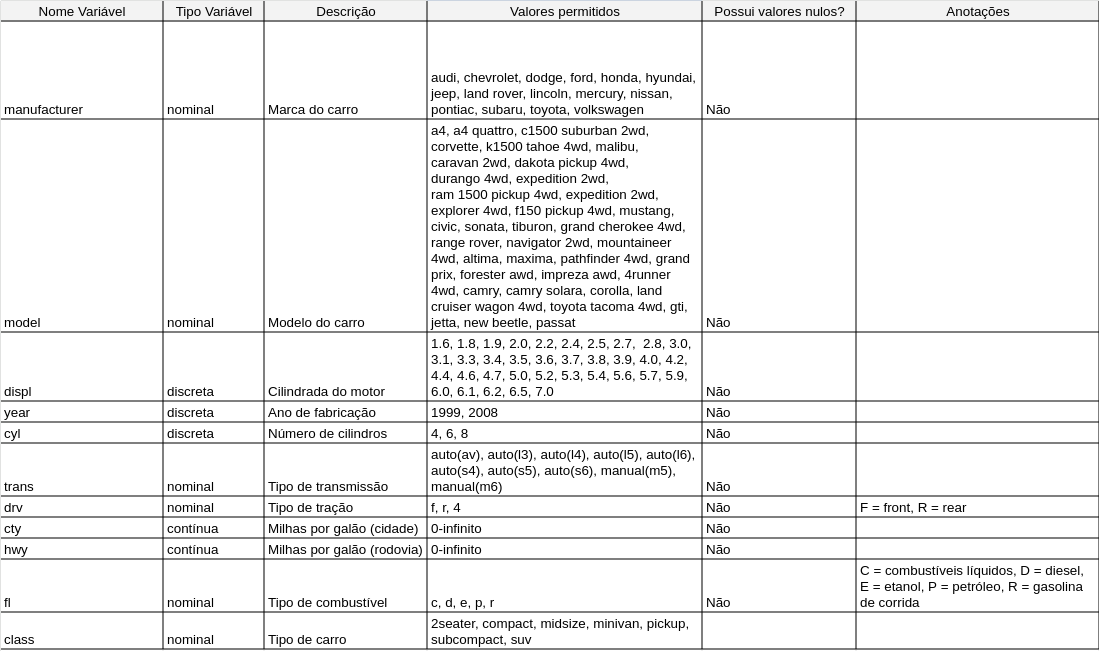 Nome Variável Tipo Variável Descrição Valores permitidos Possui valores nulos? Anotações
audi, chevrolet, dodge, ford, honda, hyundai,
jeep, land rover, lincoln, mercury, nissan,
manufacturer nominal Marca do carro pontiac, subaru, toyota, volkswagen Não
a4, a4 quattro, c1500 suburban 2wd,
corvette, k1500 tahoe 4wd, malibu,
caravan 2wd, dakota pickup 4wd,
durango 4wd, expedition 2wd,
ram 1500 pickup 4wd, expedition 2wd,
explorer 4wd, f150 pickup 4wd, mustang,
civic, sonata, tiburon, grand cherokee 4wd,
range rover, navigator 2wd, mountaineer
4wd, altima, maxima, pathfinder 4wd, grand
prix, forester awd, impreza awd, 4runner
4wd, camry, camry solara, corolla, land
cruiser wagon 4wd, toyota tacoma 4wd, gti,
model nominal Modelo do carro jetta, new beetle, passat Não
1.6, 1.8, 1.9, 2.0, 2.2, 2.4, 2.5, 2.7, 2.8, 3.0,
3.1, 3.3, 3.4, 3.5, 3.6, 3.7, 3.8, 3.9, 4.0, 4.2,
4.4, 4.6, 4.7, 5.0, 5.2, 5.3, 5.4, 5.6, 5.7, 5.9,
displ discreta Cilindrada do motor 6.0, 6.1, 6.2, 6.5, 7.0 Não
year discreta Ano de fabricação 1999, 2008 Não
cyl discreta Número de cilindros 4, 6, 8 Não
auto(av), auto(l3), auto(l4), auto(l5), auto(l6),
auto(s4), auto(s5), auto(s6), manual(m5),
trans nominal Tipo de transmissão manual(m6) Não
drv nominal Tipo de tração f, r, 4 Não F = front, R = rear
cty contínua Milhas por galão (cidade) 0-infinito Não
hwy contínua Milhas por galão (rodovia) 0-infinito Não
C = combustíveis líquidos, D = diesel,
E = etanol, P = petróleo, R = gasolina
fl nominal Tipo de combustível c, d, e, p, r Não de corrida
2seater, compact, midsize, minivan, pickup,
class nominal Tipo de carro subcompact, suv